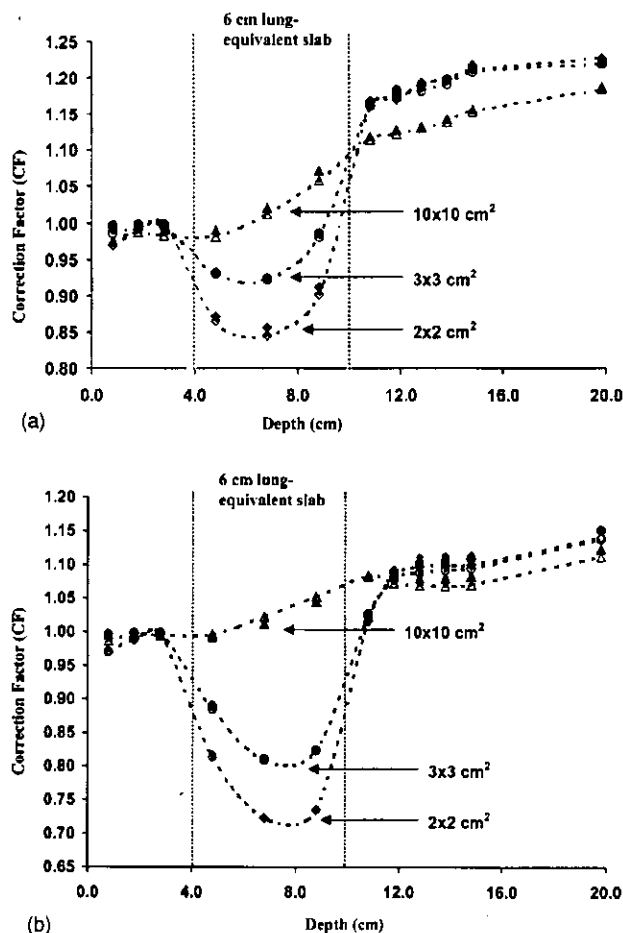 6 cm lung-
equivalent slab
1.25
1.20
1.15
1.10
1.05
1.00
0.95
0.90
0.85
0.80
Correction Factor (CF)
10x10 cm²
3x3 cm²
2x2 cm²
0.0 4.0 8.0 12.0 16.0 20.0
Depth (cm)
(a)
6 cm lung-
equivalent slab
1.20
1.15
1.10
1.05
1.00
0.95
0.90
0.85
0.80
0.75
0.70
0.65
Correction Factor (CF)
10x10 cm²
3x3 cm²
2x2 cm²
0.0 4.0 8.0 12.0 16.0 20.0
Depth (cm)
(b)